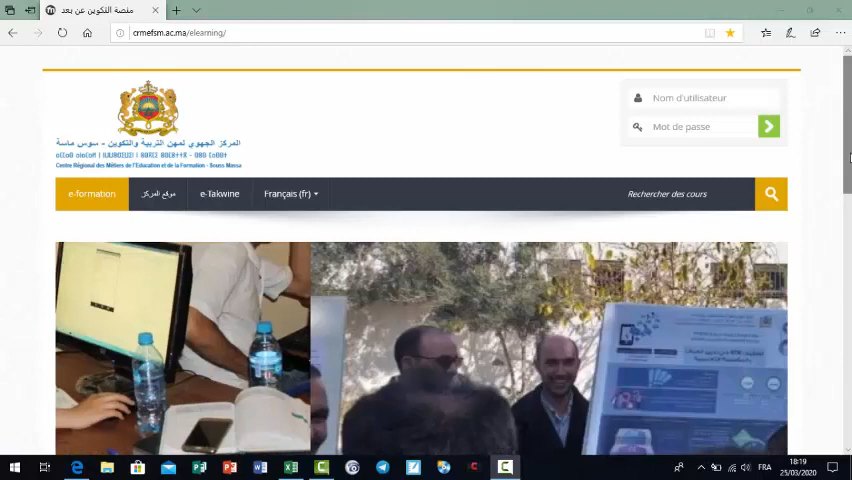 منصة التكوين عن بعد
crmefsm.ac.ma/elearning/
Nom d'utilisateur
Mot de passe
المركز الجهوي لمهن التربية والتكوين - سوس ماسة
Centre Régional des Métiers de l'Education et de la Formation - Souss Massa
e-formation
موقع المركز
e-Takwine
Français (fr)
Rechercher des cours
FRA
18:19
25/03/2020